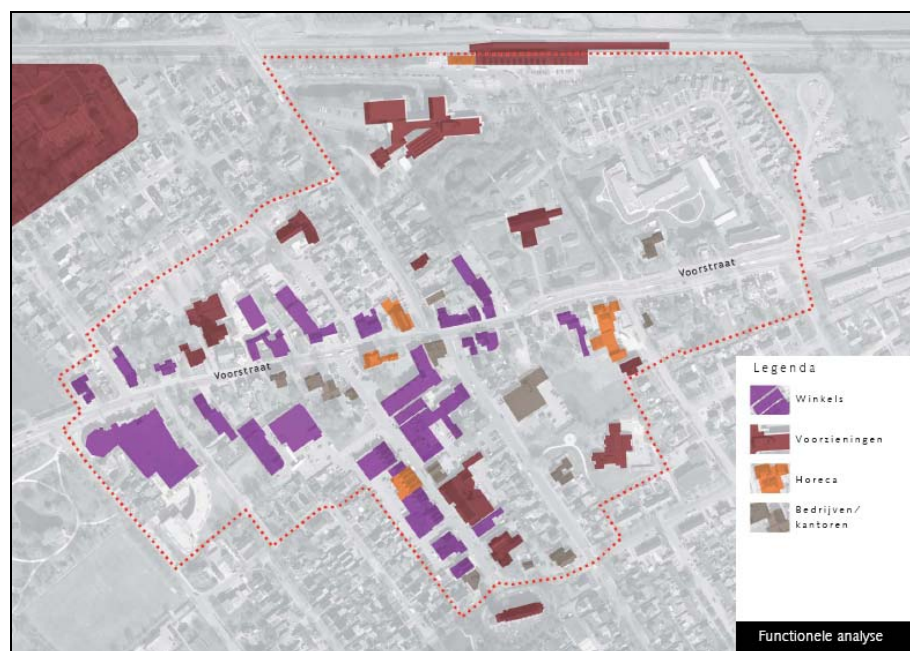 Voorstraat
Voorstraat
Legenda
Winkels
Voorzieningen
Horeca
Bedrijven/
kantoren
Functionele analyse